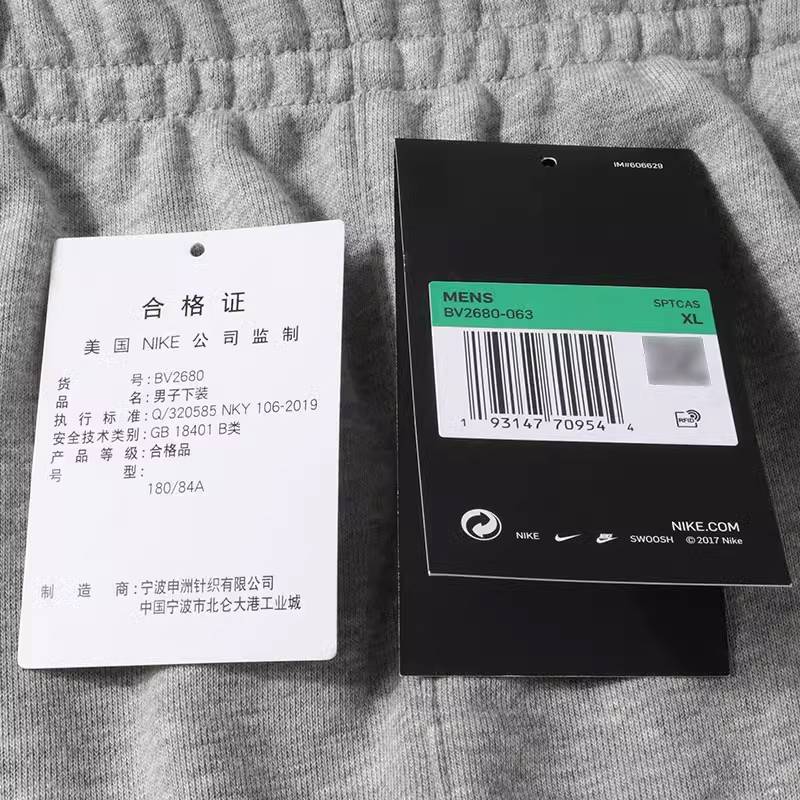 合格证
美国 NIKE 公司监制
货号:BV2680
品名:男子下装
执行标准:Q/320585 NKY 106-2019
安全技术类别:GB 18401 B类
产品等级:合格品
号型:
180/84A
制造商:宁波申洲针织有限公司
中国宁波市北仑大港工业城
IM#606629
MENS
SPTCAS
BV2680-063
XL
1 93147 70954 4
RFID
NIKE.COM
NIKE SWOOSH ©2017 Nike